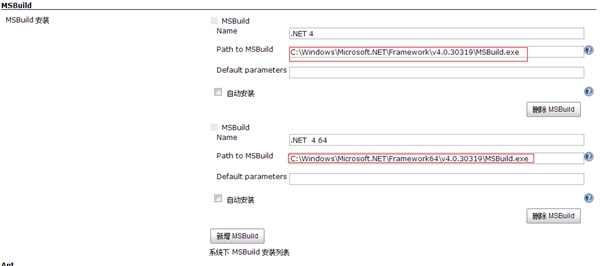 MSBuild
MSBuild 安装
MSBuild
Name
.NET 4
Path to MSBuild
C:\Windows\Microsoft.NET\Framework\v4.0.30319\MSBuild.exe
Default parameters
自动安装
删除 MSBuild
MSBuild
Name
.NET 4 64
Path to MSBuild
C:\Windows\Microsoft.NET\Framework64\v4.0.30319\MSBuild.exe
Default parameters
自动安装
删除 MSBuild
新增 MSBuild
系统下 MSBuild 安装列表
Ant